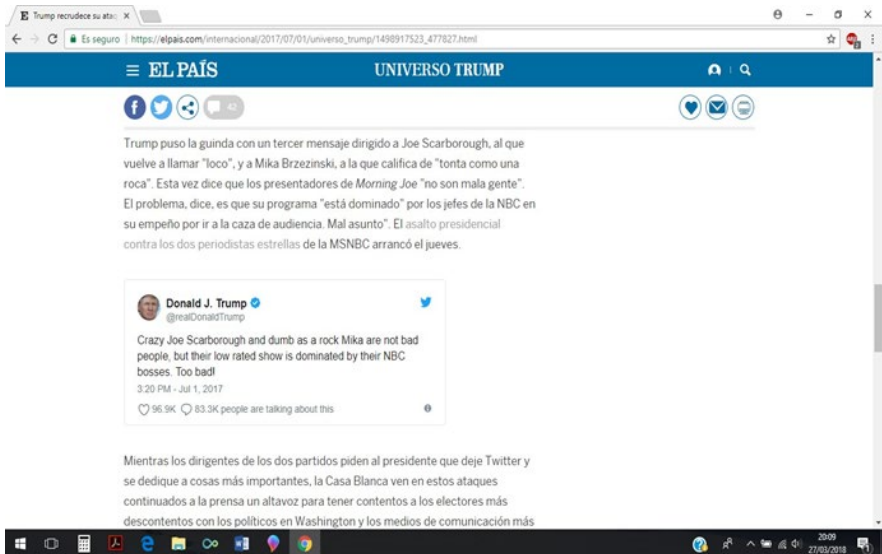 Trump recrudece su ataq
Es seguro | https://elpais.com/internacional/2017/07/01/universo_trump/1498917523_477827.html
EL PAÍS
UNIVERSO TRUMP
42
Trump puso la guinda con un tercer mensaje dirigido a Joe Scarborough, al que
vuelve a llamar "loco", y a Mika Brzezinski, a la que califica de "tonta como una
roca". Esta vez dice que los presentadores de Morning Joe "no son mala gente".
El problema, dice, es que su programa "está dominado" por los jefes de la NBC en
su empeño por ir a la caza de audiencia. Mal asunto". El asalto presidencial
contra los dos periodistas estrellas de la MSNBC arrancó el jueves.
Donald J. Trump
@realDonaldTrump
Crazy Joe Scarborough and dumb as a rock Mika are not bad
people, but their low rated show is dominated by their NBC
bosses. Too bad!
3:20 PM - Jul 1, 2017
96.9K 83.3K people are talking about this
Mientras los dirigentes de los dos partidos piden al presidente que deje Twitter y
se dedique a cosas más importantes, la Casa Blanca ven en estos ataques
continuados a la prensa un altavoz para tener contentos a los electores más
descontentos con los políticos en Washington y los medios de comunicación más
20:09
27/03/2018